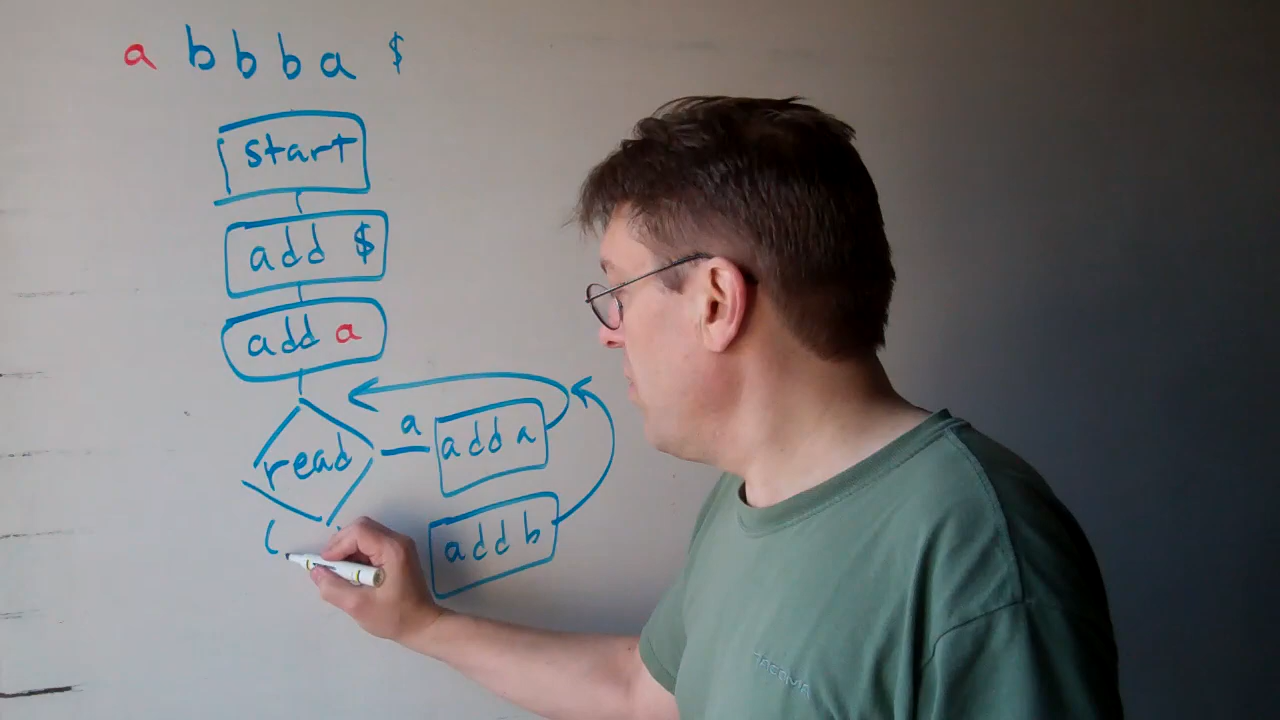 a b b b a $
start
add $
add a
a
read
add a
add b